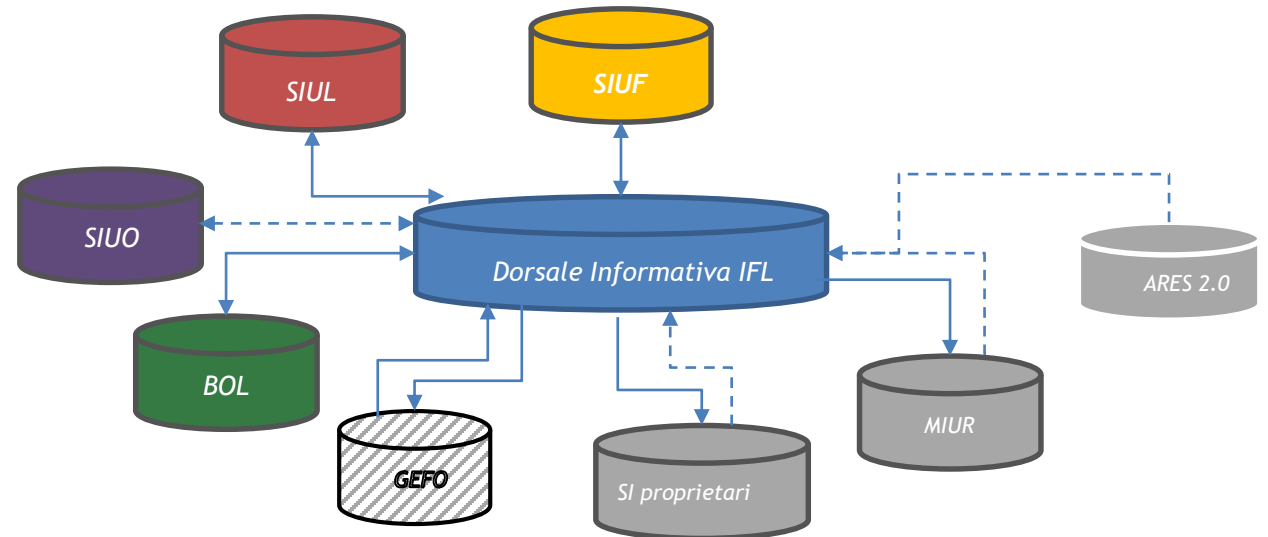 SIUL
SIUF
SIUO
Dorsale Informativa IFL
ARES 2.0
BOL
MIUR
GEFO
SI proprietari